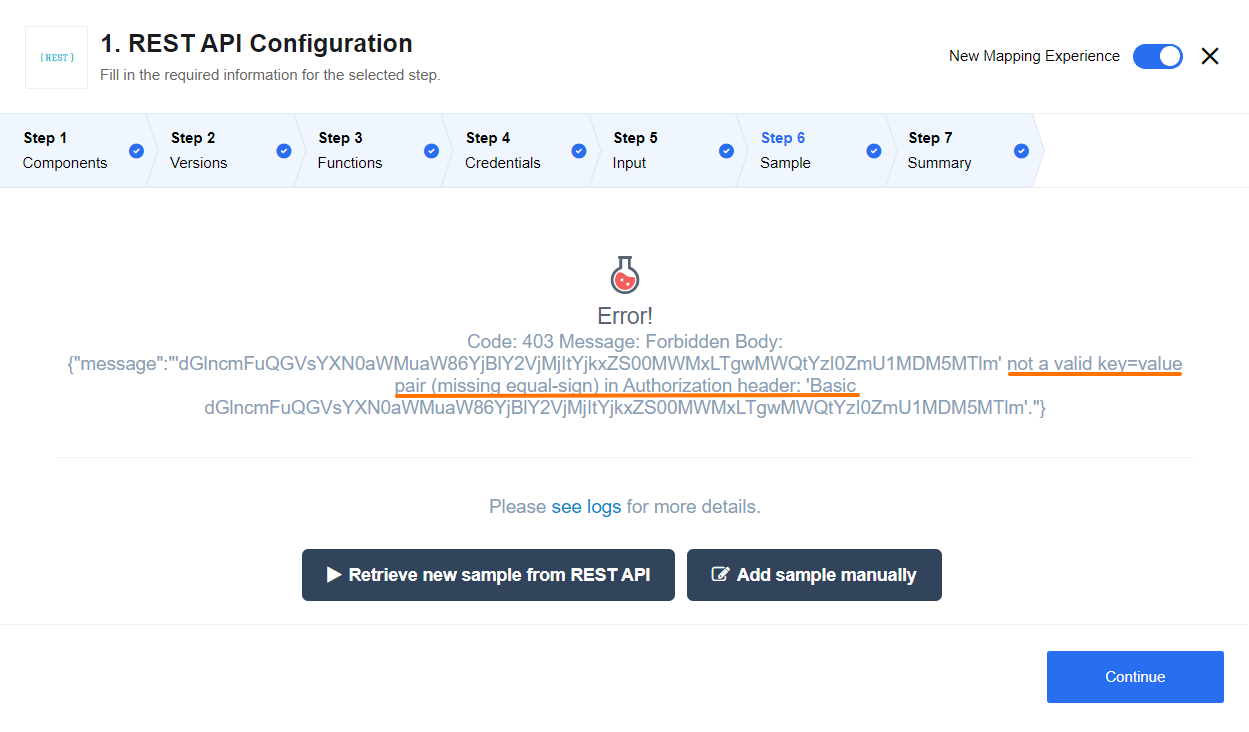 { REST }
1. REST API Configuration
Fill in the required information for the selected step.
New Mapping Experience
Step 1
Components
Step 2
Versions
Step 3
Functions
Step 4
Credentials
Step 5
Input
Step 6
Sample
Step 7
Summary
Error!
Code: 403 Message: Forbidden Body:
{"message":"'dGlncmFuQGVsYXN0aWMuaW86YjBlY2VjMjItYjkxZS00MWMxLTgwMWQtYzI0ZmU1MDM5MTlm' not a valid key=value
pair (missing equal-sign) in Authorization header: 'Basic
dGlncmFuQGVsYXN0aWMuaW86YjBlY2VjMjItYjkxZS00MWMxLTgwMWQtYzI0ZmU1MDM5MTlm'."}
Please see logs for more details.
Retrieve new sample from REST API
Add sample manually
Continue